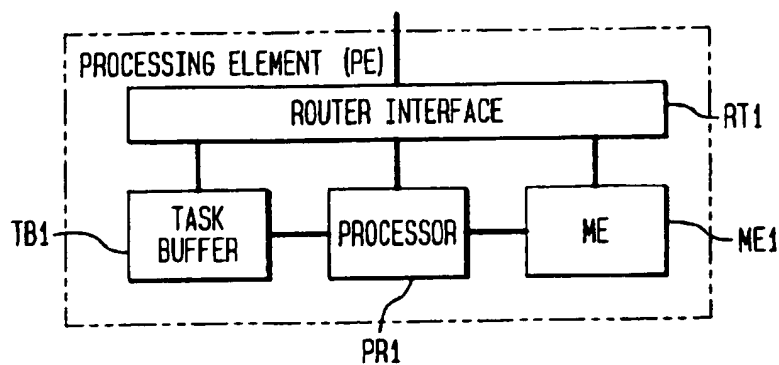 PROCESSING ELEMENT (PE)
ROUTER INTERFACE
RT1
TASK
BUFFER
TB1
PROCESSOR
ME
ME1
PR1